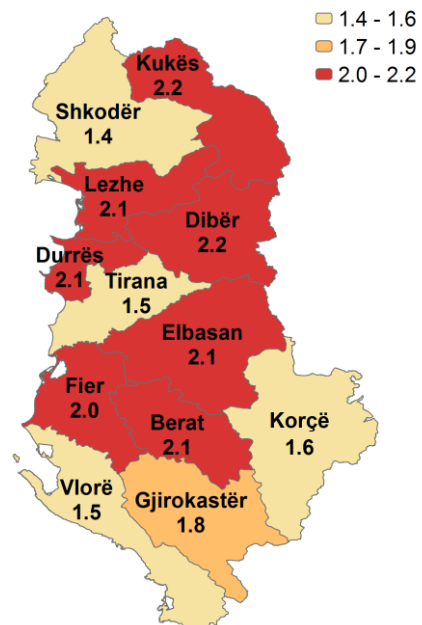 1.4 - 1.6
1.7 - 1.9
2.0 - 2.2
Kukës
2.2
Shkodër
1.4
Lezhe
2.1
Dibër
2.2
Durrës
2.1
Tirana
1.5
Elbasan
2.1
Fier
2.0
Berat
2.1
Korçë
1.6
Vlorë
1.5
Gjirokastër
1.8